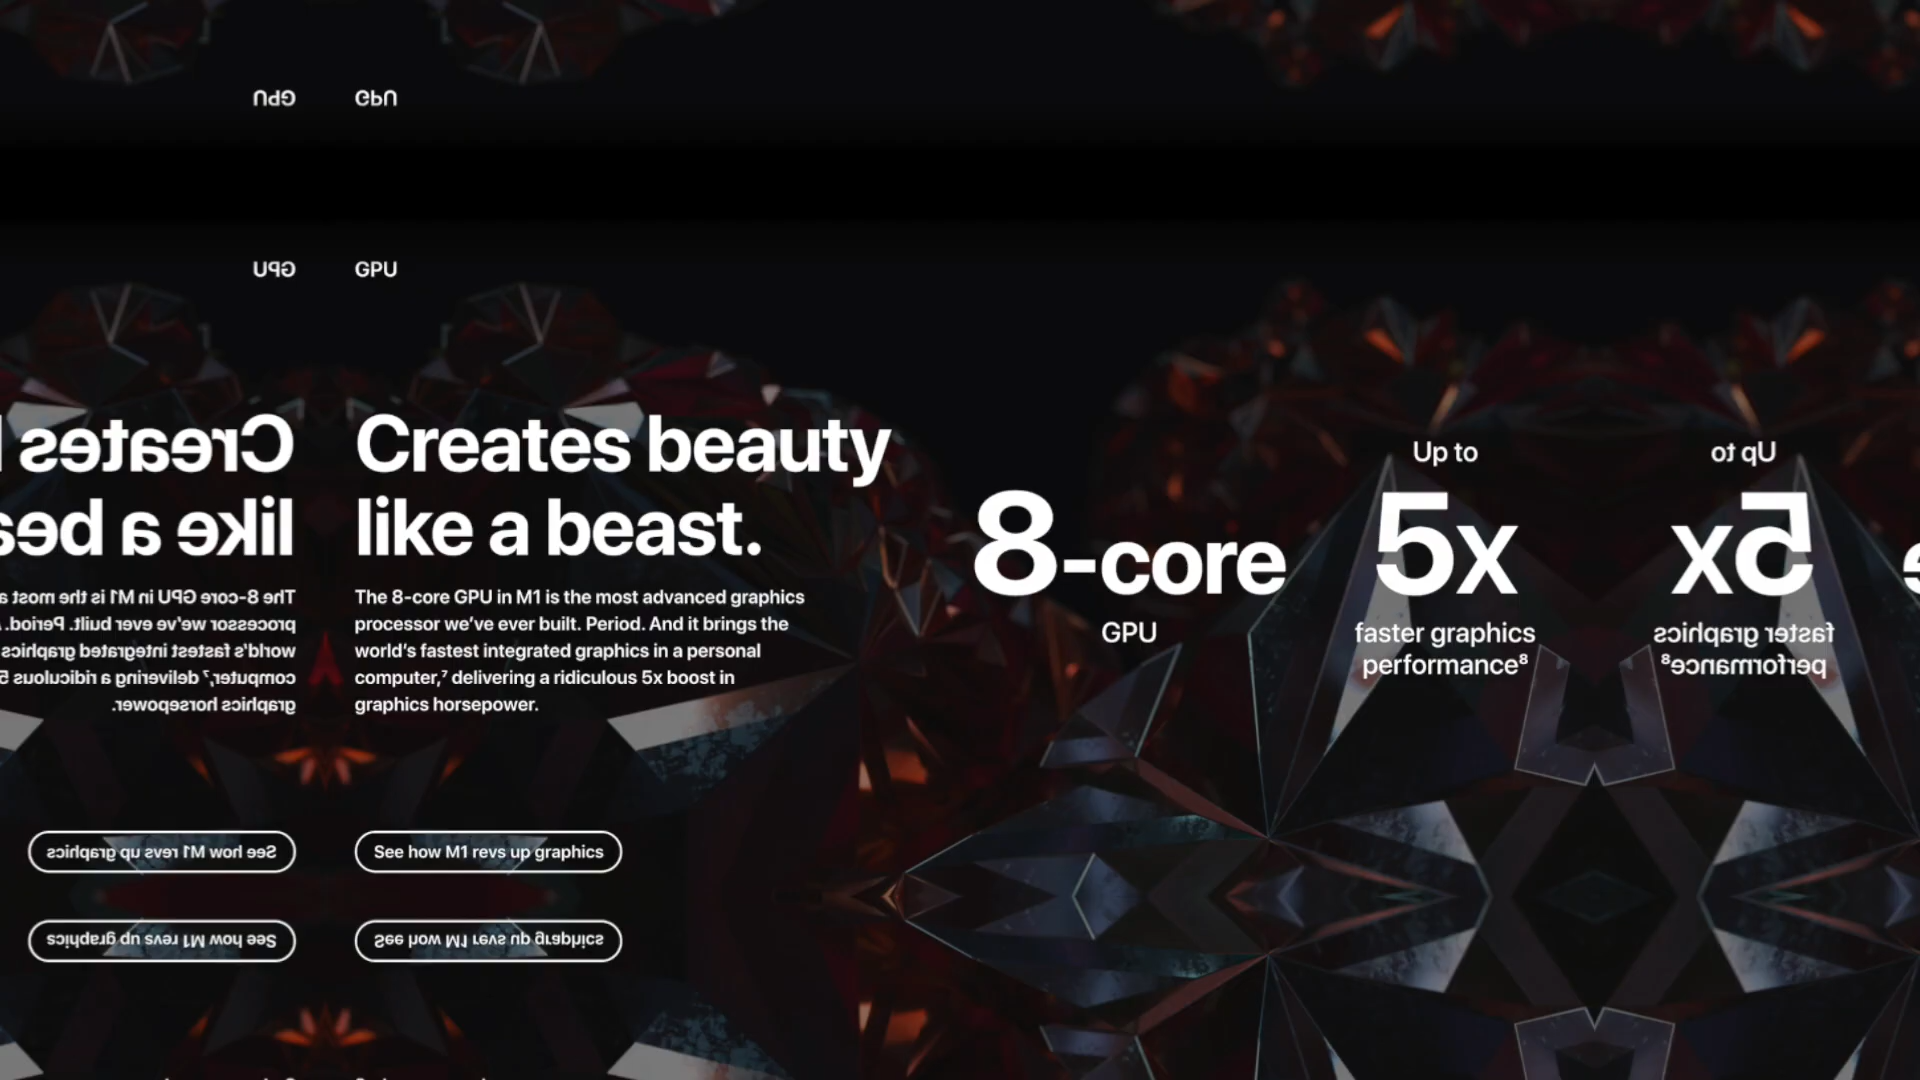 GPU
Creates beauty
like a beast.
The 8-core GPU in M1 is the most advanced graphics
processor we've ever built. Period. And it brings the
world's fastest integrated graphics in a personal
computer,⁷ delivering a ridiculous 5x boost in
graphics horsepower.
See how M1 revs up graphics
8-core
GPU
Up to
5x
faster graphics
performance⁸